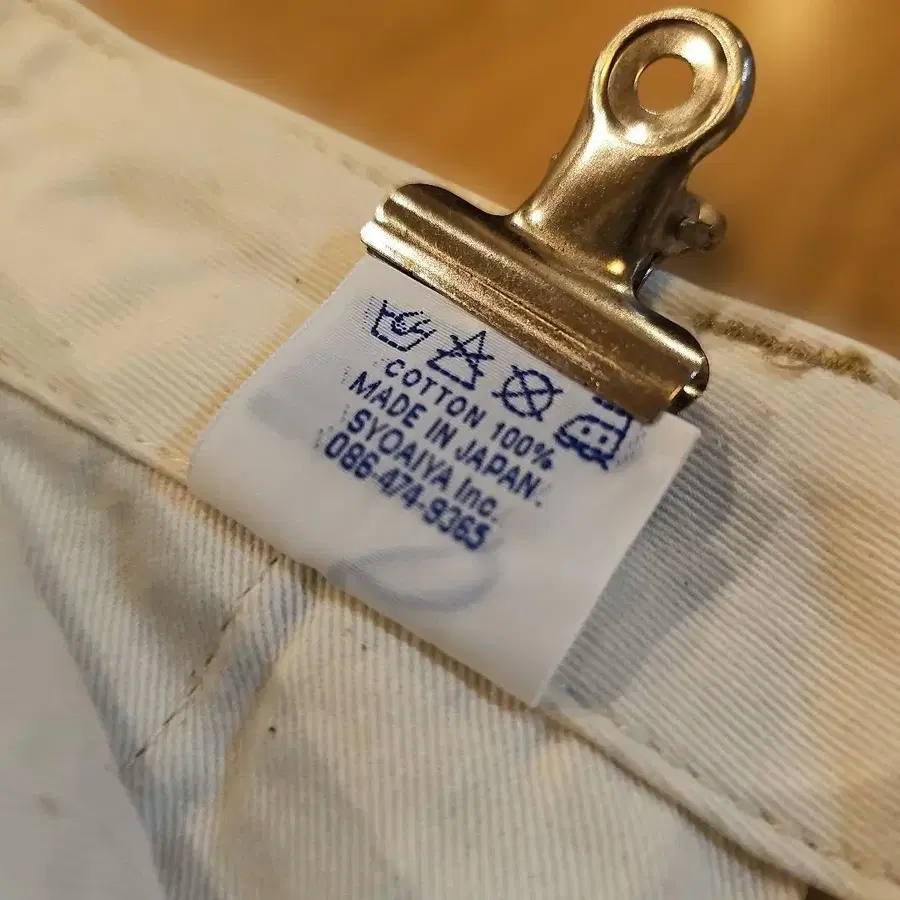 COTTON 100%
MADE IN JAPAN.
SYOAIYA Inc.
086-474-9365